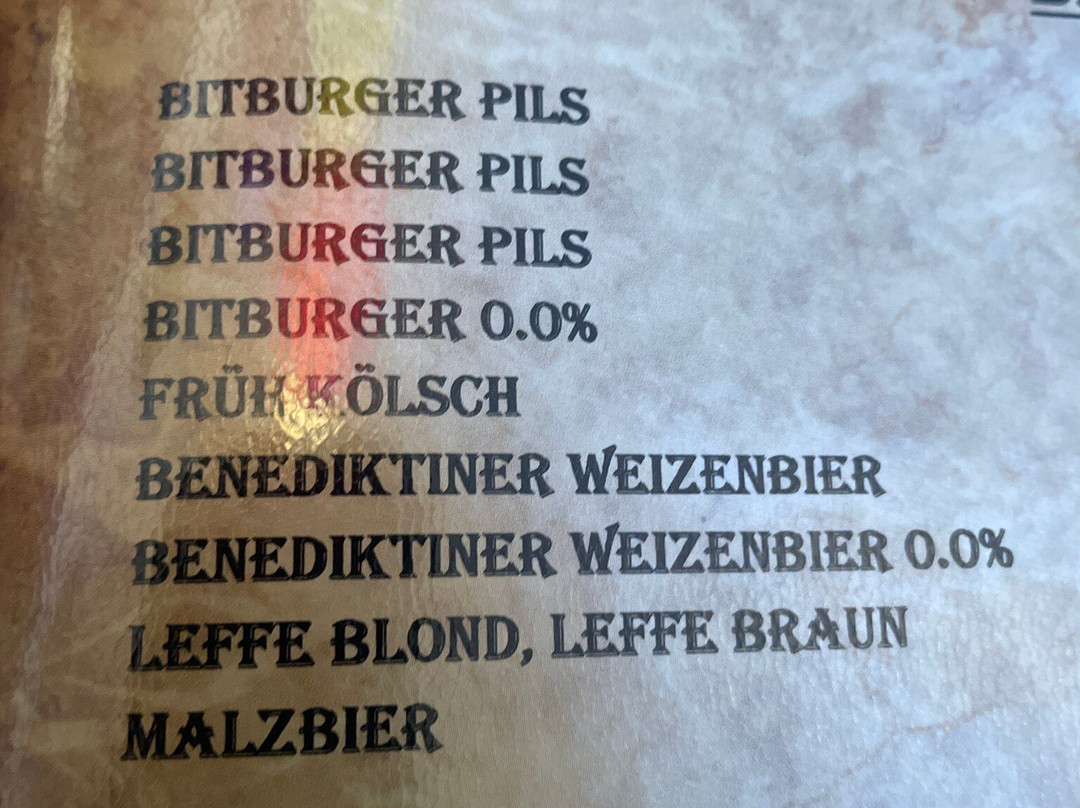 BITBURGER PILS
BITBURGER PILS
BITBURGER PILS
BITBURGER 0.0%
FRÜH KÖLSCH
BENEDIKTINER WEIZENBIER
BENEDIKTINER WEIZENBIER 0.0%
LEFFE BLOND, LEFFE BRAUN
MALZBIER